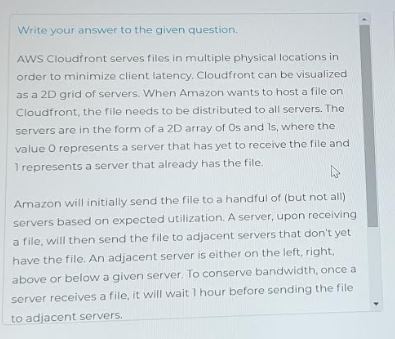 Write your answer to the given question.
AWS Cloudfront serves files in multiple physical locations in
order to minimize client latency. Cloudfront can be visualized
as a 2D grid of servers. When Amazon wants to host a file on
Cloudfront, the file needs to be distributed to all servers. The
servers are in the form of a 2D array of 0s and 1s, where the
value 0 represents a server that has yet to receive the file and
1 represents a server that already has the file.
Amazon will initially send the file to a handful of (but not all)
servers based on expected utilization. A server, upon receiving
a file, will then send the file to adjacent servers that don't yet
have the file. An adjacent server is either on the left, right,
above or below a given server. To conserve bandwidth, once a
server receives a file, it will wait 1 hour before sending the file
to adjacent servers.